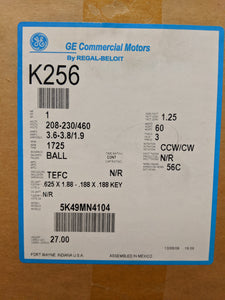 GE Commercial Motors
By REGAL-BELOIT
K256
1 1.25
208-230/460 60
3.6-3.8/1.9 3
1725 CCW/CW
BALL CONT N/R
56C
TEFC N/R
.625 X 1.88 - .188 X .188 KEY
N/R
5K49MN4104
27.00
FORT WAYNE, INDIANA U.S.A. ASSEMBLED IN MEXICO